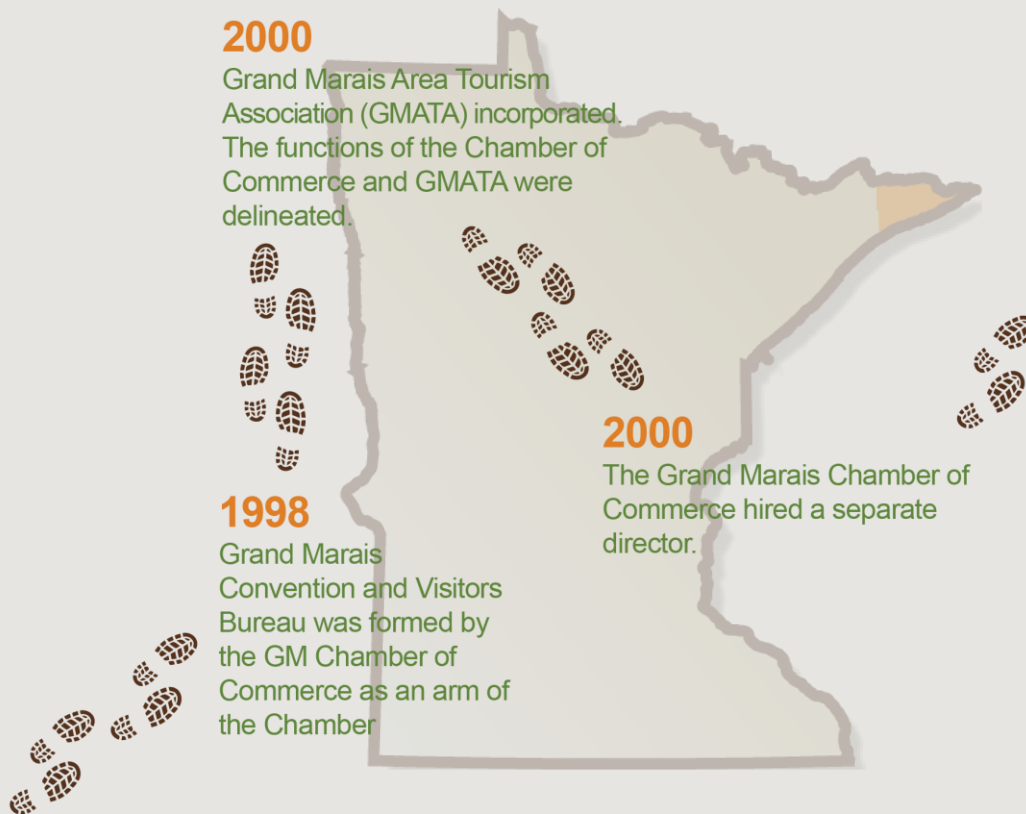 2000
Grand Marais Area Tourism
Association (GMATA) incorporated.
The functions of the Chamber of
Commerce and GMATA were
delineated.
2000
The Grand Marais Chamber of
Commerce hired a separate
director.
1998
Grand Marais
Convention and Visitors
Bureau was formed by
the GM Chamber of
Commerce as an arm of
the Chamber